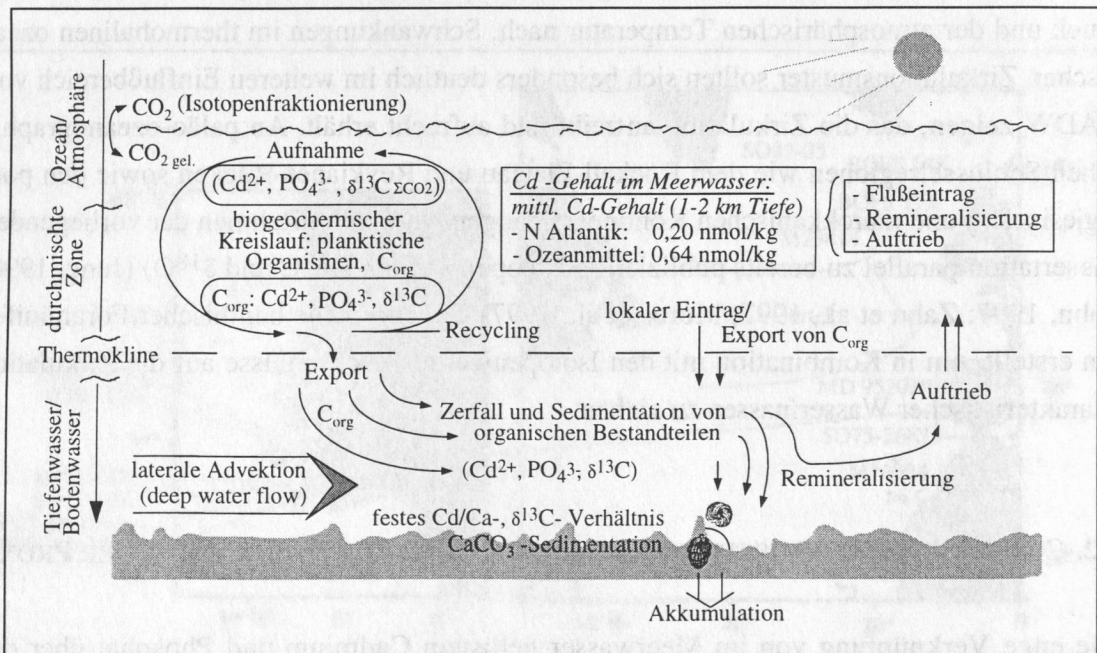 Ozean/
Atmosphäre
CO₂ (Isotopenfraktionierung)
CO₂ gel.
Aufnahme
(Cd²⁺, PO₄³-, δ¹³C ΣCO2)
biogeochemischer
Kreislauf: planktische
Organismen, Corg
Corg: Cd²⁺, PO₄³-, δ¹³C
durchmischte
Zone
Cd -Gehalt im Meerwasser:
mittl. Cd-Gehalt (1-2 km Tiefe)
- N.Atlantik: 0,20 nmol/kg
- Ozeanmittel: 0,64 nmol/kg
- Flußeintrag
- Remineralisierung
- Auftrieb
Recycling
lokaler Eintrag/
Export von Corg
Thermokline
Export
Corg
Auftrieb
Zerfall und Sedimentation von
organischen Bestandteilen
(Cd²⁺, PO₄³-, δ¹³C)
Remineralisierung
Tiefenwasser/
Bodenwasser
laterale Advektion
(deep water flow)
festes Cd/Ca-, δ¹³C- Verhältnis
CaCO₃ -Sedimentation
Akkumulation